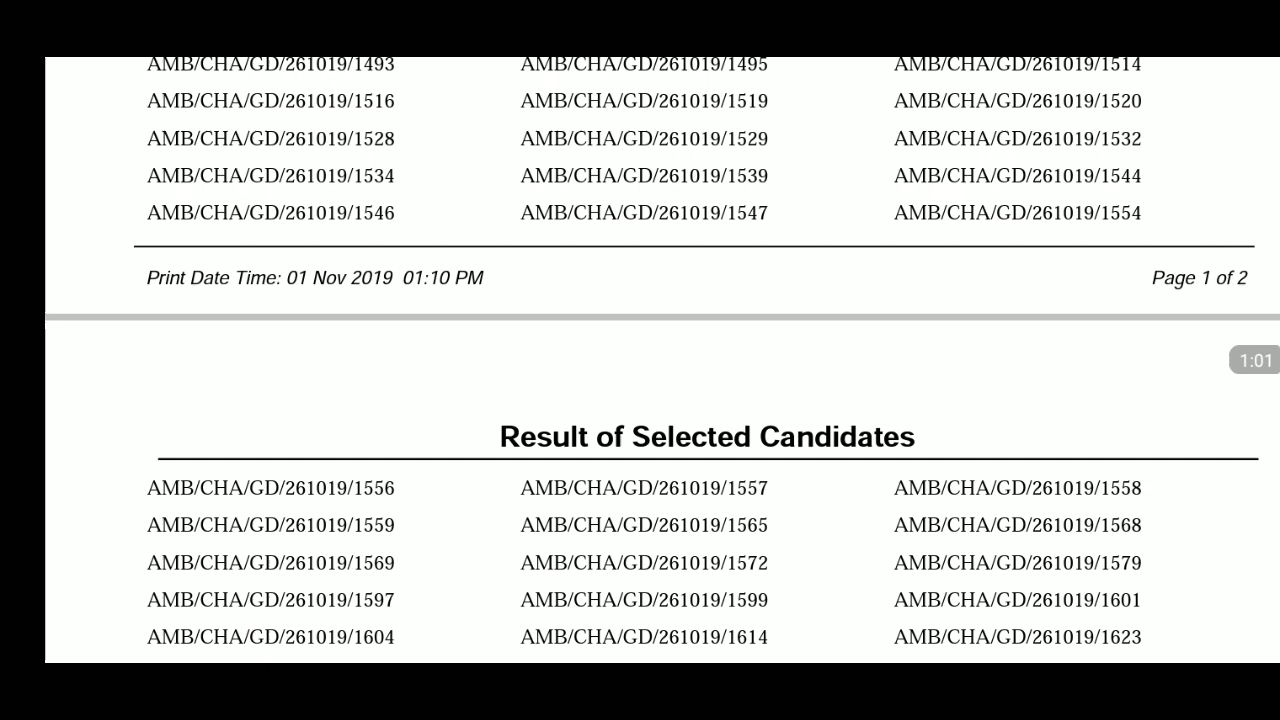 AMB/CHA/GD/261019/1493 AMB/CHA/GD/261019/1495 AMB/CHA/GD/261019/1514
AMB/CHA/GD/261019/1516 AMB/CHA/GD/261019/1519 AMB/CHA/GD/261019/1520
AMB/CHA/GD/261019/1528 AMB/CHA/GD/261019/1529 AMB/CHA/GD/261019/1532
AMB/CHA/GD/261019/1534 AMB/CHA/GD/261019/1539 AMB/CHA/GD/261019/1544
AMB/CHA/GD/261019/1546 AMB/CHA/GD/261019/1547 AMB/CHA/GD/261019/1554
Print Date Time: 01 Nov 2019 01:10 PM Page 1 of 2
1:01
Result of Selected Candidates
AMB/CHA/GD/261019/1556 AMB/CHA/GD/261019/1557 AMB/CHA/GD/261019/1558
AMB/CHA/GD/261019/1559 AMB/CHA/GD/261019/1565 AMB/CHA/GD/261019/1568
AMB/CHA/GD/261019/1569 AMB/CHA/GD/261019/1572 AMB/CHA/GD/261019/1579
AMB/CHA/GD/261019/1597 AMB/CHA/GD/261019/1599 AMB/CHA/GD/261019/1601
AMB/CHA/GD/261019/1604 AMB/CHA/GD/261019/1614 AMB/CHA/GD/261019/1623